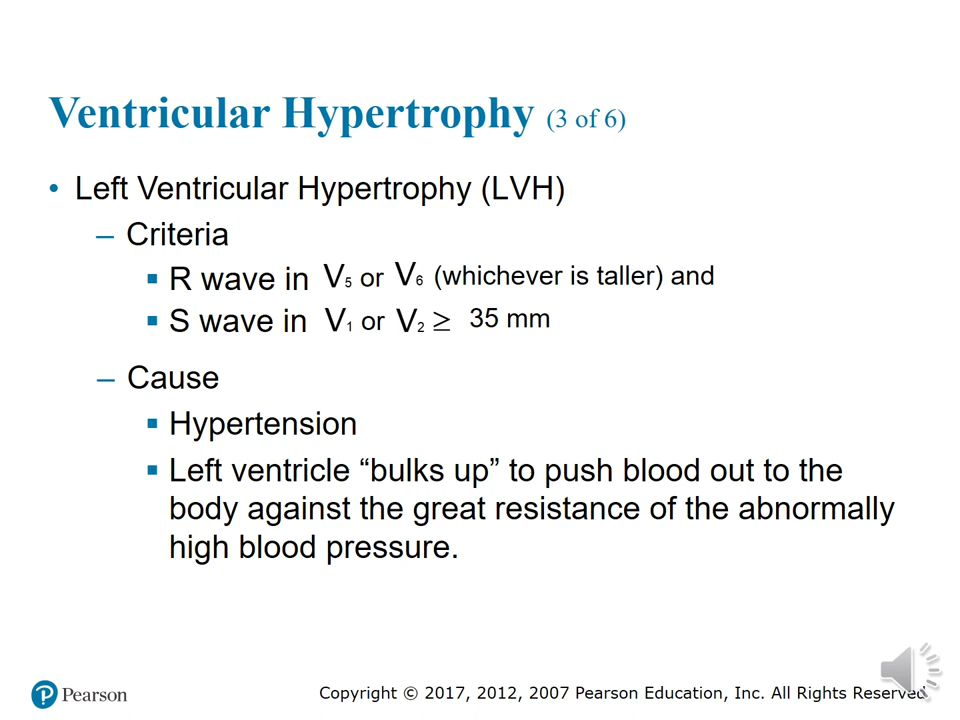 Ventricular Hypertrophy (3 of 6)
• Left Ventricular Hypertrophy (LVH)
– Criteria
▪ R wave in V₅ or V₆ (whichever is taller) and
▪ S wave in V₁ or V₂ ≥ 35 mm
– Cause
▪ Hypertension
▪ Left ventricle “bulks up” to push blood out to the
body against the great resistance of the abnormally
high blood pressure.
Pearson
Copyright © 2017, 2012, 2007 Pearson Education, Inc. All Rights Reserved